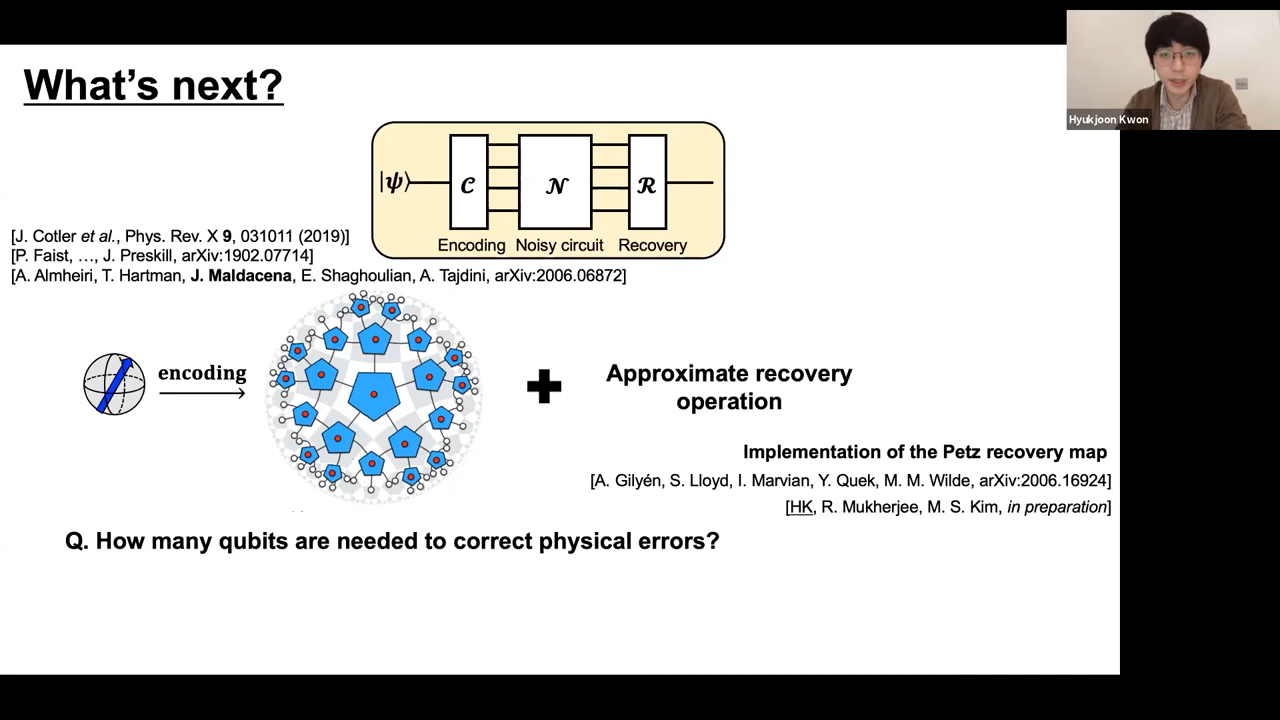 What's next?
Hyukjoon Kwon
|ψ⟩ 𝒞 𝒩 ℛ
Encoding Noisy circuit Recovery
[J. Cotler et al., Phys. Rev. X 9, 031011 (2019)]
[P. Faist, …, J. Preskill, arXiv:1902.07714]
[A. Almheiri, T. Hartman, J. Maldacena, E. Shaghoulian, A. Tajdini, arXiv:2006.06872]
encoding
Approximate recovery
operation
Implementation of the Petz recovery map
[A. Gilyén, S. Lloyd, I. Marvian, Y. Quek, M. M. Wilde, arXiv:2006.16924]
[HK, R. Mukherjee, M. S. Kim, in preparation]
Q. How many qubits are needed to correct physical errors?